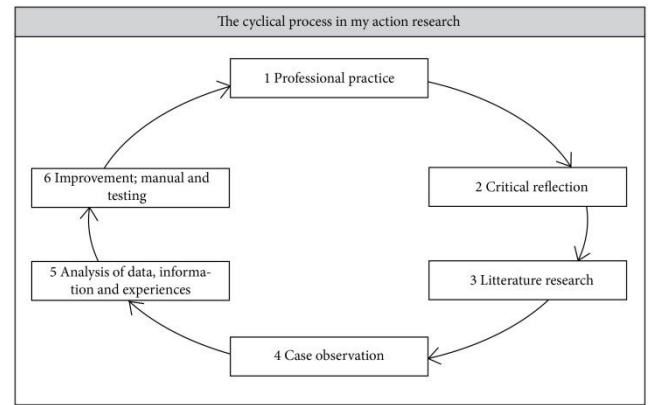 The cyclical process in my action research
1 Professional practice
2 Critical reflection
3 Litterature research
4 Case observation
5 Analysis of data, informa-
tion and experiences
6 Improvement; manual and
testing